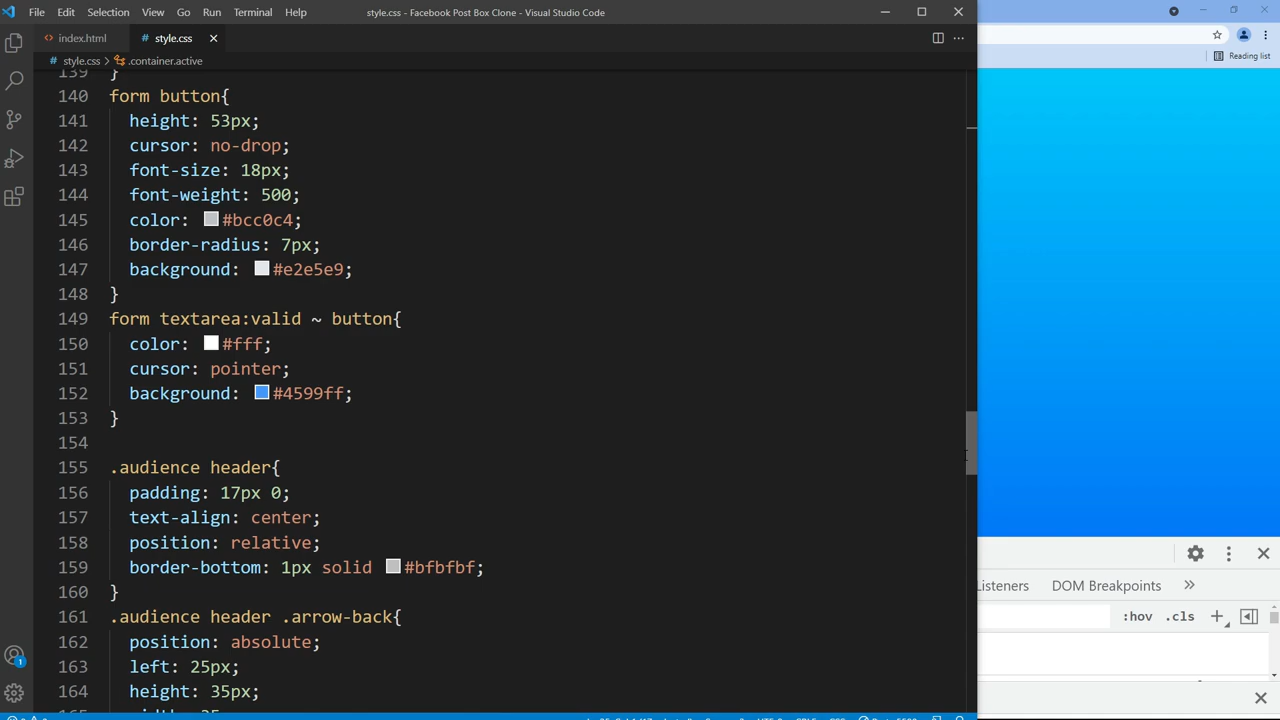 File Edit Selection View Go Run Terminal Help style.css - Facebook Post Box Clone - Visual Studio Code
index.html # style.css
Reading list
# style.css > .container.active
139 }
140 form button{
141 height: 53px;
142 cursor: no-drop;
143 font-size: 18px;
144 font-weight: 500;
145 color: #bcc0c4;
146 border-radius: 7px;
147 background: #e2e5e9;
148 }
149 form textarea:valid ~ button{
150 color: #fff;
151 cursor: pointer;
152 background: #4599ff;
153 }
154
155 .audience header{
156 padding: 17px 0;
157 text-align: center;
158 position: relative;
159 border-bottom: 1px solid #bfbfbf;
160 }
161 .audience header .arrow-back{
162 position: absolute;
163 left: 25px;
164 height: 35px;
Listeners DOM Breakpoints »
:hov .cls +
1